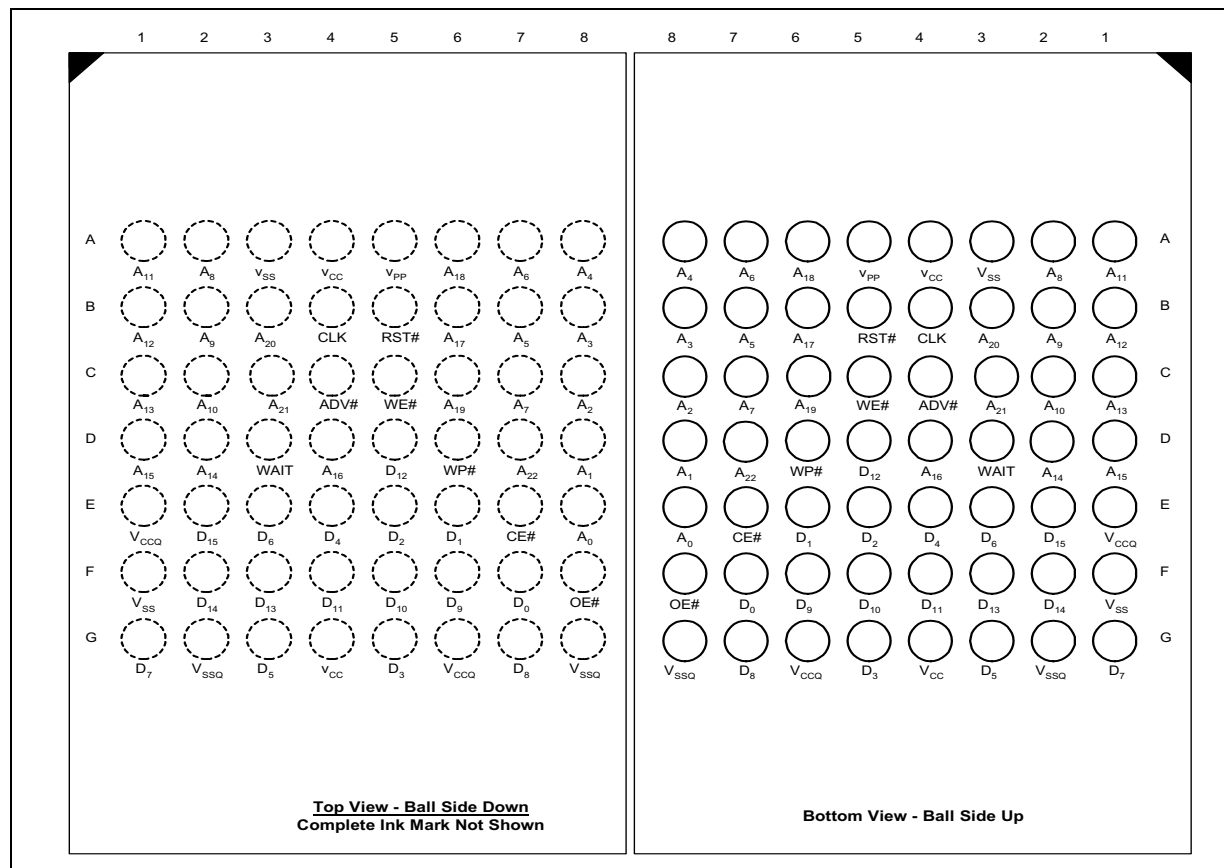 1 2 3 4 5 6 7 8 8 7 6 5 4 3 2 1
A A
A11 A8 vSS vCC vPP A18 A6 A4 A4 A6 A18 vPP vCC VSS A8 A11
B B
A12 A9 A20 CLK RST# A17 A5 A3 A3 A5 A17 RST# CLK A20 A9 A12
C C
A13 A10 A21 ADV# WE# A19 A7 A2 A2 A7 A19 WE# ADV# A21 A10 A13
D D
A15 A14 WAIT A16 D12 WP# A22 A1 A1 A22 WP# D12 A16 WAIT A14 A15
E E
VCCQ D15 D6 D4 D2 D1 CE# A0 A0 CE# D1 D2 D4 D6 D15 VCCQ
F F
VSS D14 D13 D11 D10 D9 D0 OE# OE# D0 D9 D10 D11 D13 D14 VSS
G G
D7 VSSQ D5 vCC D3 VCCQ D8 VSSQ VSSQ D8 VCCQ D3 VCC D5 VSSQ D7
Top View - Ball Side Down
Complete Ink Mark Not Shown
Bottom View - Ball Side Up